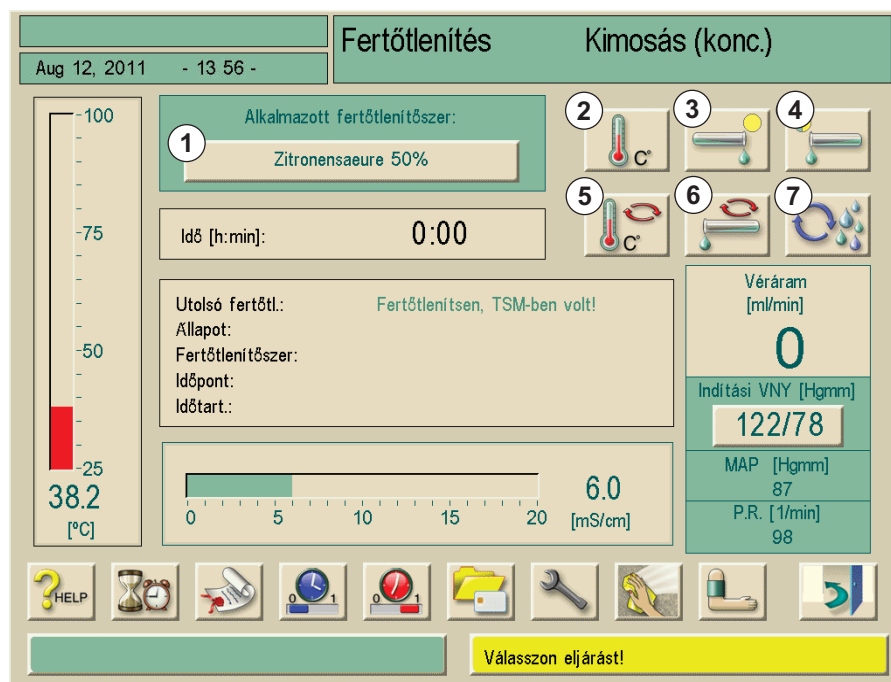 Fertőtlenítés Kimosás (konc.)
Aug 12, 2011 - 13 56 -
100
75
50
25
38.2
[°C]
Alkalmazott fertőtlenítőszer:
1
Zitronensaeure 50%
Idő [h:min]: 0:00
Utolsó fertőtl.: Fertőtlenítsen, TSM-ben volt!
Állapot:
Fertőtlenítőszer:
Időpont:
Időtart.:
0 5 10 15 20
6.0
[mS/cm]
2 3 4
C°
5 6 7
C°
Véráram
[ml/min]
0
Indítási VNY [Hgmm]
122/78
MAP [Hgmm]
87
P.R. [1/min]
98
?HELP
0 1
0 1
Válasszon eljárást!